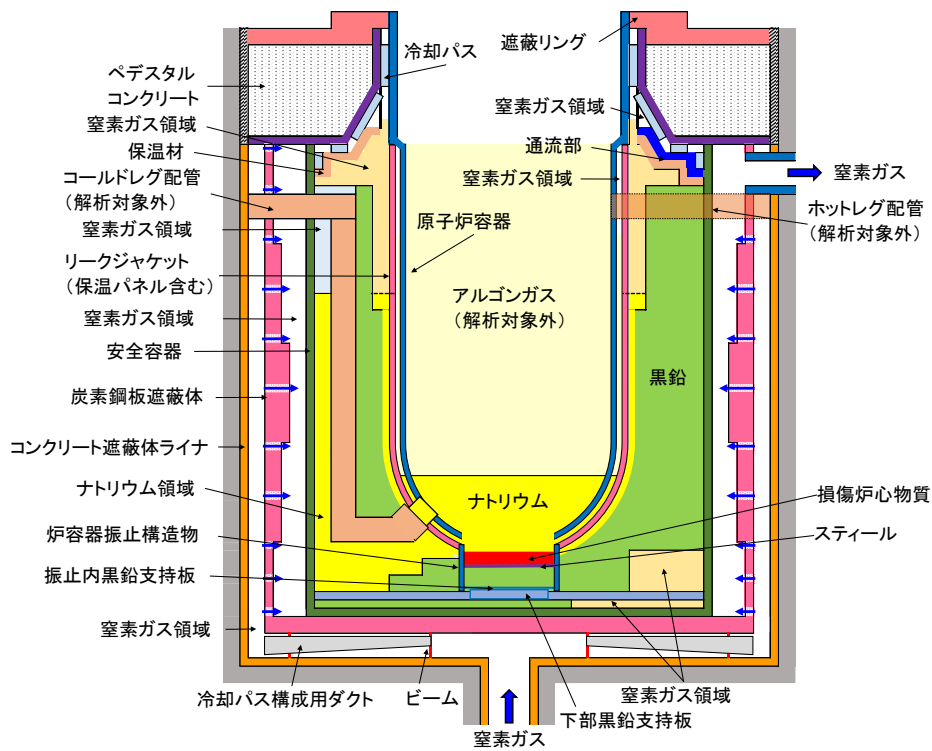 冷却パス
遮蔽リング
ペデスタル
コンクリート
窒素ガス領域
保温材
コールドレグ配管
（解析対象外）
窒素ガス領域
リークジャケット
（保温パネル含む）
窒素ガス領域
安全容器
炭素鋼板遮蔽体
コンクリート遮蔽体ライナ
ナトリウム領域
炉容器振止構造物
振止内黒鉛支持板
窒素ガス領域
冷却パス構成用ダクト
ビーム
窒素ガス
下部黒鉛支持板
窒素ガス領域
原子炉容器
アルゴンガス
（解析対象外）
ナトリウム
黒鉛
窒素ガス領域
通流部
窒素ガス領域
窒素ガス
ホットレグ配管
（解析対象外）
損傷炉心物質
スティール